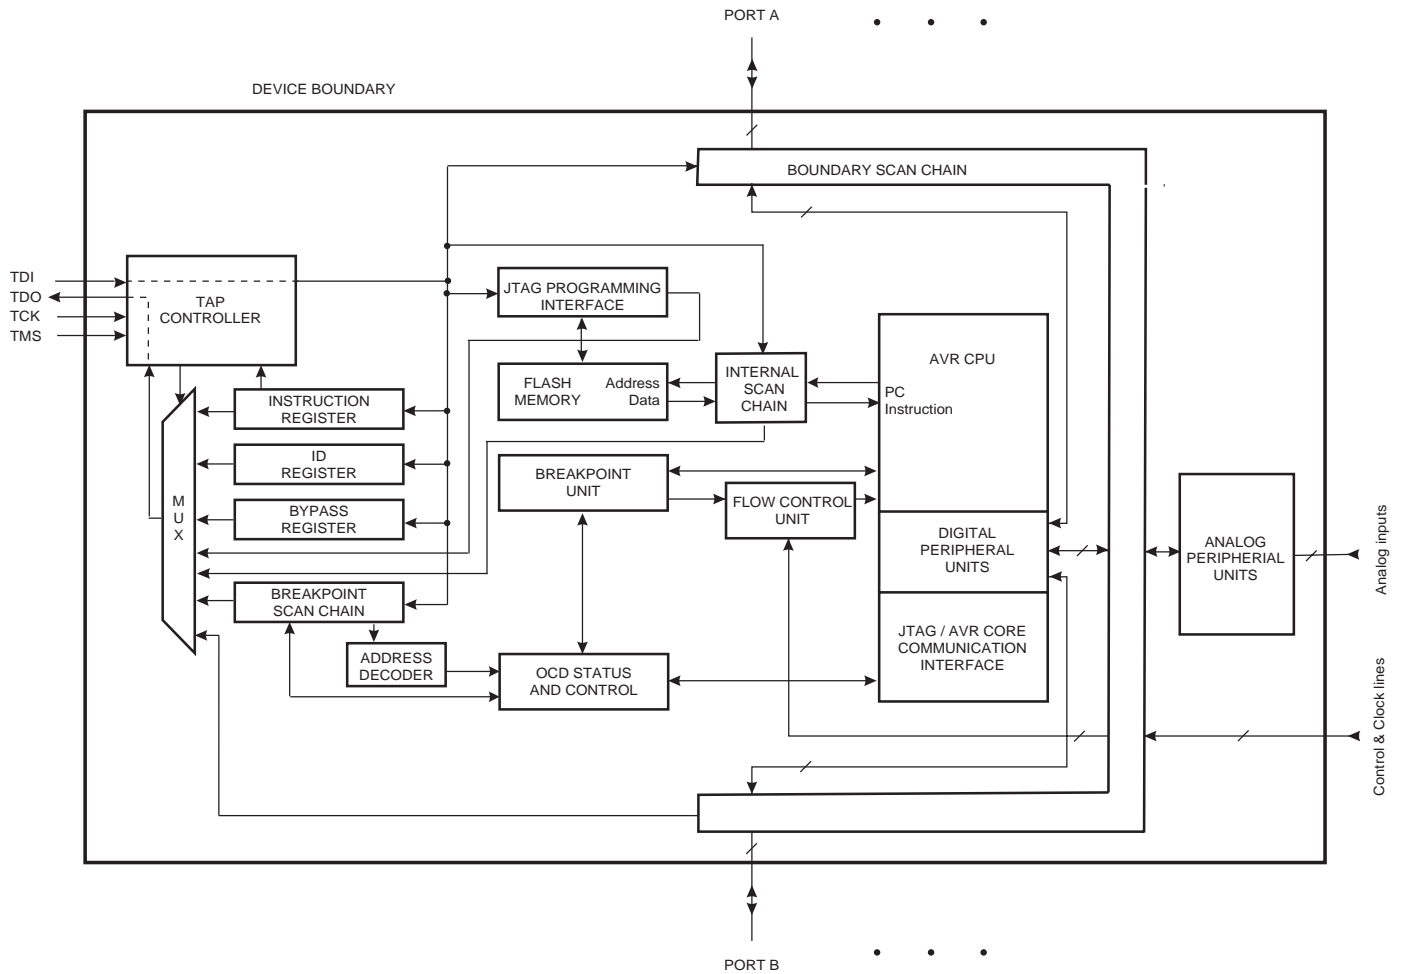 PORT A
DEVICE BOUNDARY
BOUNDARY SCAN CHAIN
TDI
TDO
TCK
TMS
TAP
CONTROLLER
JTAG PROGRAMMING
INTERFACE
AVR CPU
FLASH
MEMORY
Address
Data
INTERNAL
SCAN
CHAIN
PC
Instruction
INSTRUCTION
REGISTER
ID
REGISTER
BREAKPOINT
UNIT
FLOW CONTROL
UNIT
M
U
X
BYPASS
REGISTER
DIGITAL
PERIPHERAL
UNITS
ANALOG
PERIPHERIAL
UNITS
Analog inputs
BREAKPOINT
SCAN CHAIN
ADDRESS
DECODER
OCD STATUS
AND CONTROL
JTAG / AVR CORE
COMMUNICATION
INTERFACE
Control & Clock lines
PORT B